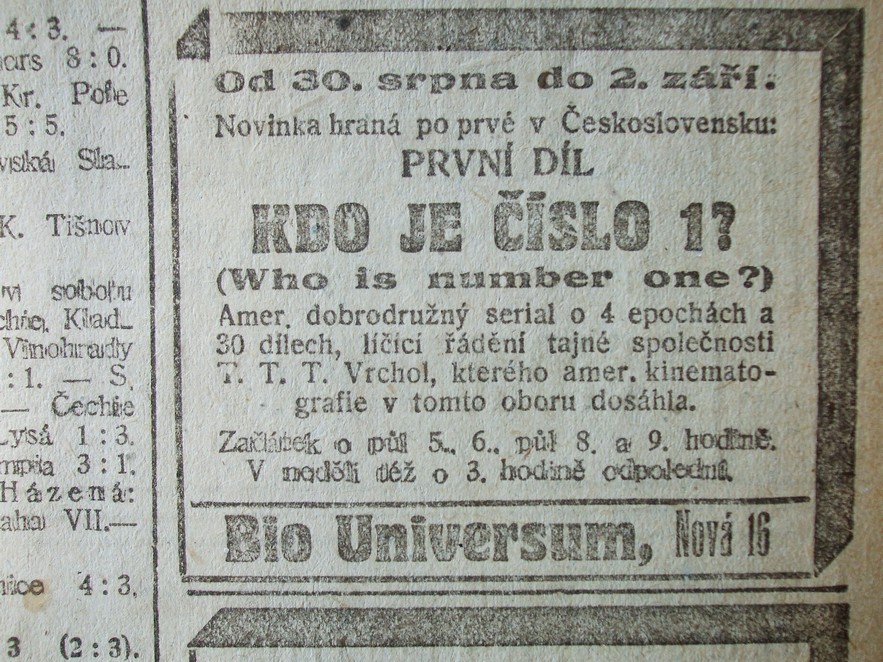 4 : 3. —
8 : 0.
Kr. Pole
5 : 5.
K. Tišnov
sobotu
Vinohrady
: 1. — S.
— Čechie
Lysá 1 : 3.
3 : 1.
Házená:
VII.—
4 : 3.
3 (2 : 3).
Od 30. srpna do 2. září.
Novinka hraná po prvé v Československu:
PRVNÍ DÍL
KDO JE ČÍSLO 1?
(Who is number one?)
Amer. dobrodružný serial o 4 epochách a
30 dílech, líčící řádění tajné společnosti
T. T. T. Vrchol, kterého amer. kinemato-
grafie v tomto oboru dosáhla.
Začátek o půl 5., 6., půl 8. a 9. hodině.
V neděli též o 3. hodině odpoledne.
Bio Universum, Nová 16